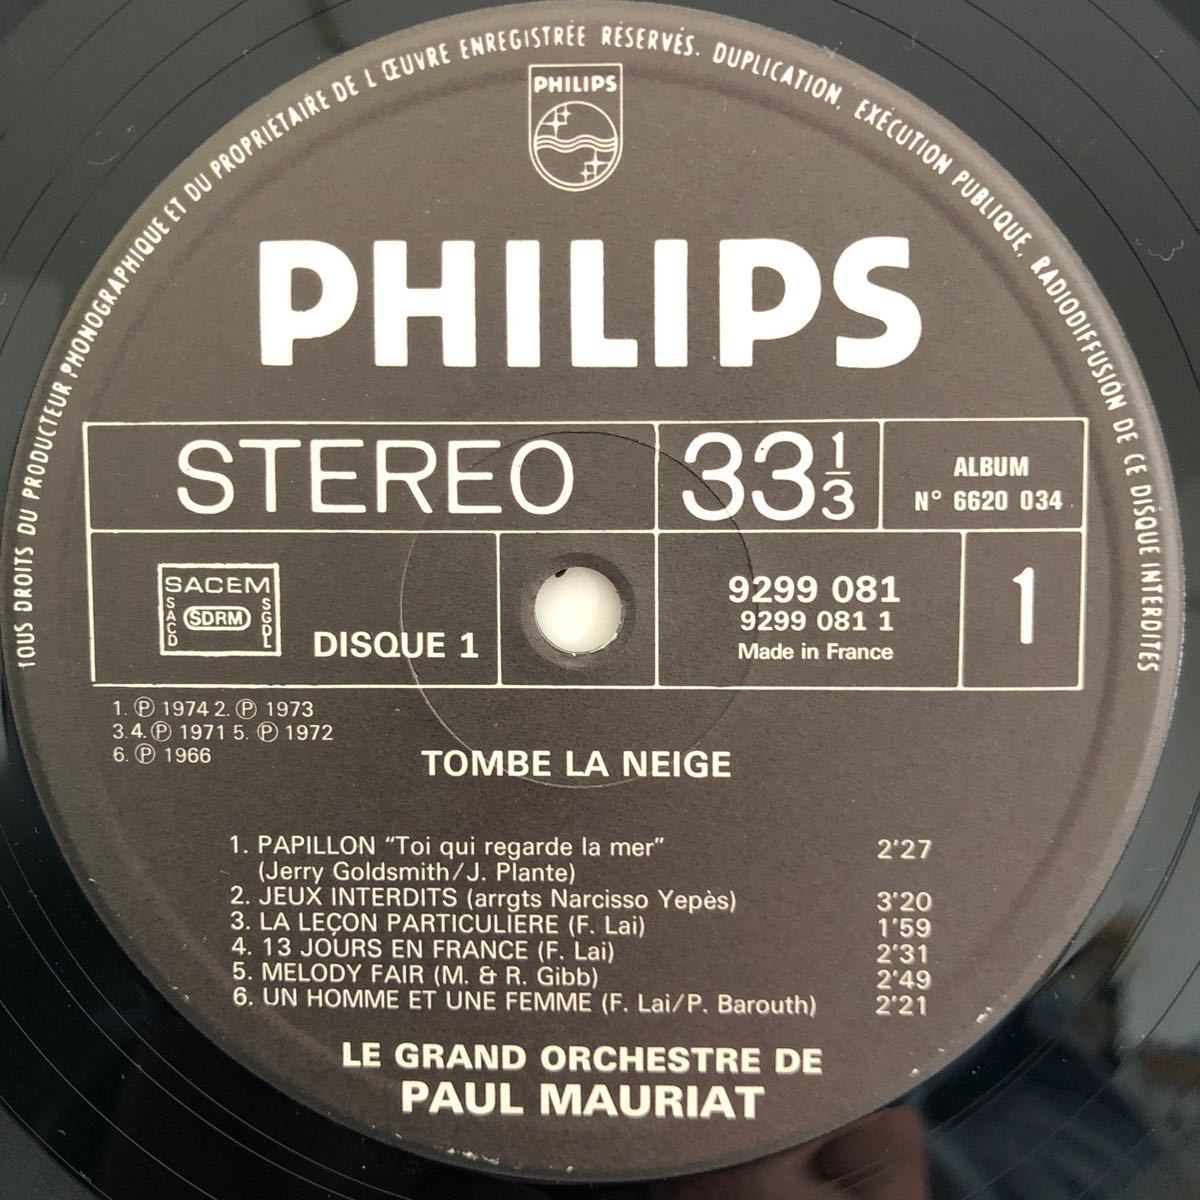 TOUS DROITS DU PRODUCTEUR PHONOGRAPHIQUE ET DU PROPRIÉTAIRE DE L'ŒUVRE ENREGISTRÉE RÉSERVÉS. DUPLICATION, EXÉCUTION PUBLIQUE, RADIODIFFUSION DE CE DISQUE INTERDITES
PHILIPS
PHILIPS
STEREO
33 1/3
ALBUM
N° 6620 034
SACEM
SACD
SDRM
SGDL
DISQUE 1
9299 081
9299 081 1
Made in France
1
1. ℗ 1974 2. ℗ 1973
3.4. ℗ 1971 5. ℗ 1972
6. ℗ 1966
TOMBE LA NEIGE
1. PAPILLON "Toi qui regarde la mer" 2'27
(Jerry Goldsmith/J. Plante)
2. JEUX INTERDITS (arrgts Narcisso Yepès) 3'20
3. LA LEÇON PARTICULIERE (F. Lai) 1'59
4. 13 JOURS EN FRANCE (F. Lai) 2'31
5. MELODY FAIR (M. & R. Gibb) 2'49
6. UN HOMME ET UNE FEMME (F. Lai/P. Barouth) 2'21
LE GRAND ORCHESTRE DE
PAUL MAURIAT